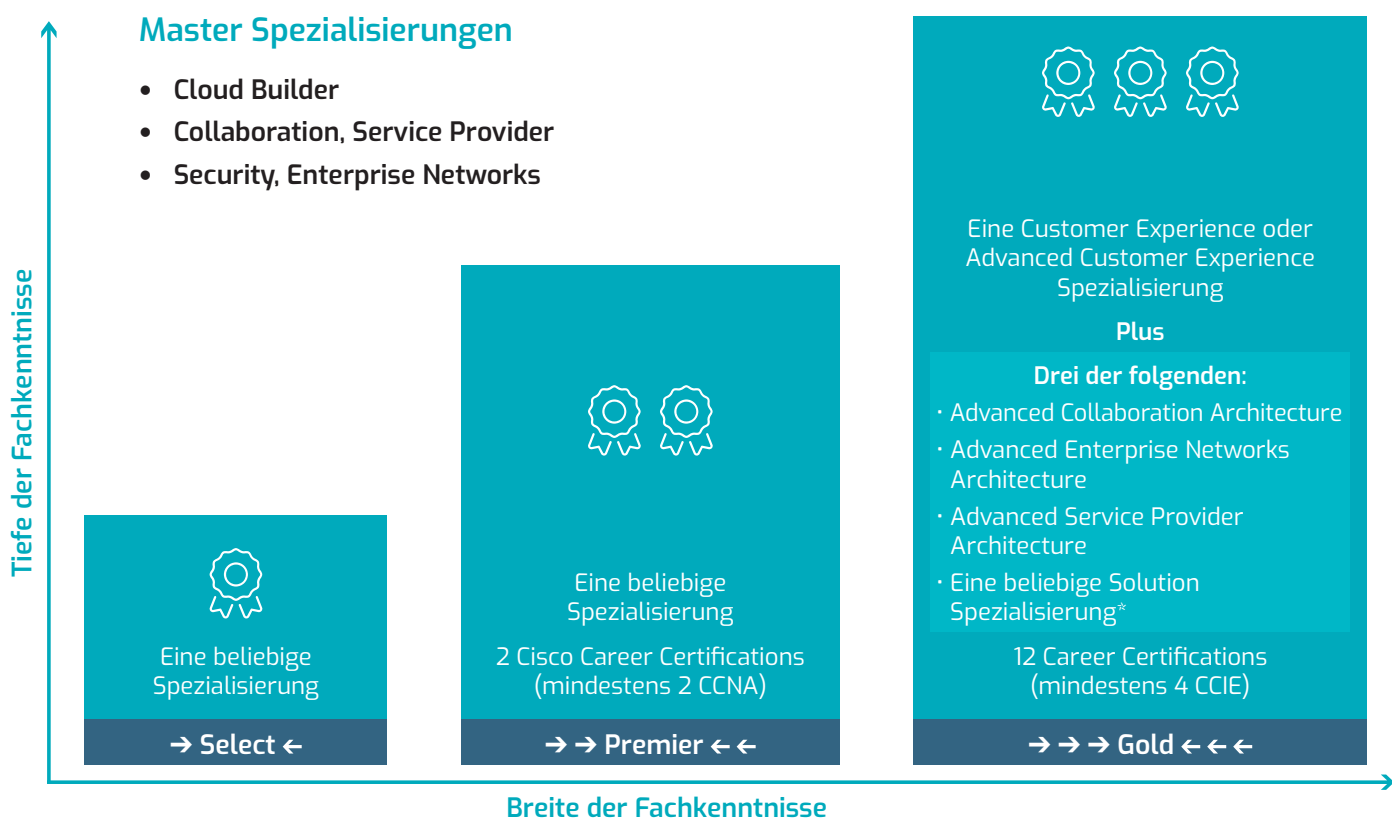 Master Spezialisierungen
• Cloud Builder
• Collaboration, Service Provider
• Security, Enterprise Networks
Tiefe der Fachkenntnisse
Eine beliebige
Spezialisierung
→ Select ←
Eine beliebige
Spezialisierung
2 Cisco Career Certifications
(mindestens 2 CCNA)
→ → Premier ← ←
Eine Customer Experience oder
Advanced Customer Experience
Spezialisierung
Plus
Drei der folgenden:
· Advanced Collaboration Architecture
· Advanced Enterprise Networks
Architecture
· Advanced Service Provider
Architecture
· Eine beliebige Solution
Spezialisierung*
12 Career Certifications
(mindestens 4 CCIE)
→ → → Gold ← ← ←
Breite der Fachkenntnisse